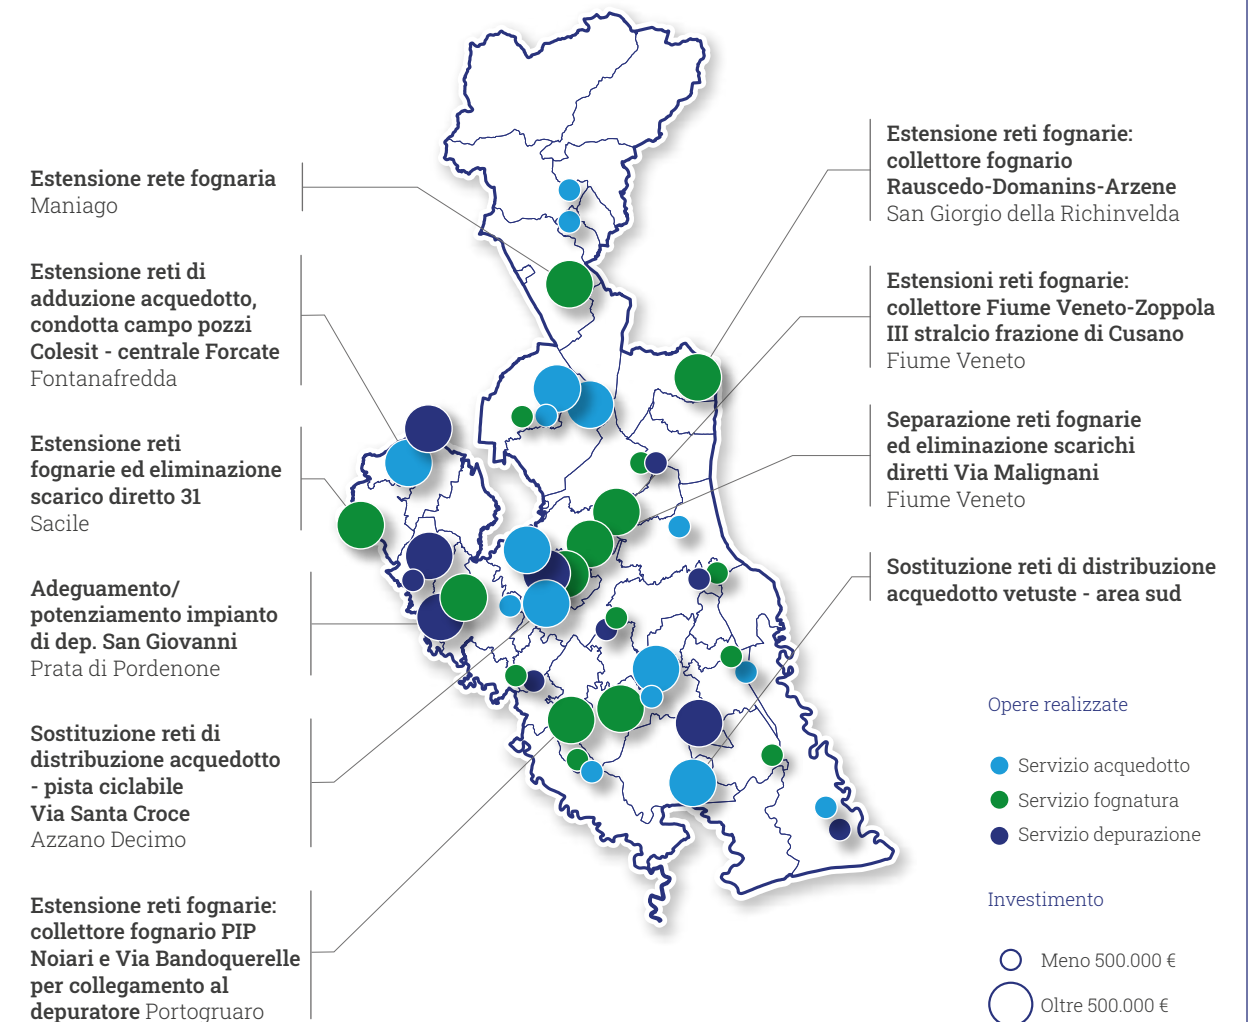 Estensione rete fognaria
Maniago
Estensione reti di
adduzione acquedotto,
condotta campo pozzi
Colesit - centrale Forcate
Fontanafredda
Estensione reti
fognarie ed eliminazione
scarico diretto 31
Sacile
Adeguamento/
potenziamento impianto
di dep. San Giovanni
Prata di Pordenone
Sostituzione reti di
distribuzione acquedotto
- pista ciclabile
Via Santa Croce
Azzano Decimo
Estensione reti fognarie:
collettore fognario PIP
Noiari e Via Bandoquerelle
per collegamento al
depuratore Portogruaro
Estensione reti fognarie:
collettore fognario
Rauscedo-Domanins-Arzene
San Giorgio della Richinvelda
Estensioni reti fognarie:
collettore Fiume Veneto-Zoppola
III stralcio frazione di Cusano
Fiume Veneto
Separazione reti fognarie
ed eliminazione scarichi
diretti Via Malignani
Fiume Veneto
Sostituzione reti di distribuzione
acquedotto vetuste - area sud
Opere realizzate
Servizio acquedotto
Servizio fognatura
Servizio depurazione
Investimento
Meno 500.000 €
Oltre 500.000 €